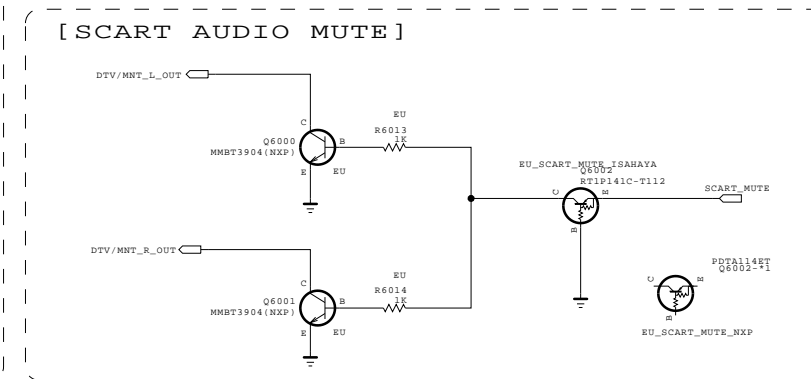 [SCART AUDIO MUTE]
DTV/MNT_L_OUT
C
Q6000
MMBT3904(NXP)
B
E
EU
EU
R6013
1K
EU_SCART_MUTE_ISAHAYA
Q6002
RT1P141C-T112
C
E
B
SCART_MUTE
DTV/MNT_R_OUT
C
Q6001
MMBT3904(NXP)
B
E
EU
EU
R6014
1K
PDTA114ET
Q6002-*1
C
E
B
EU_SCART_MUTE_NXP